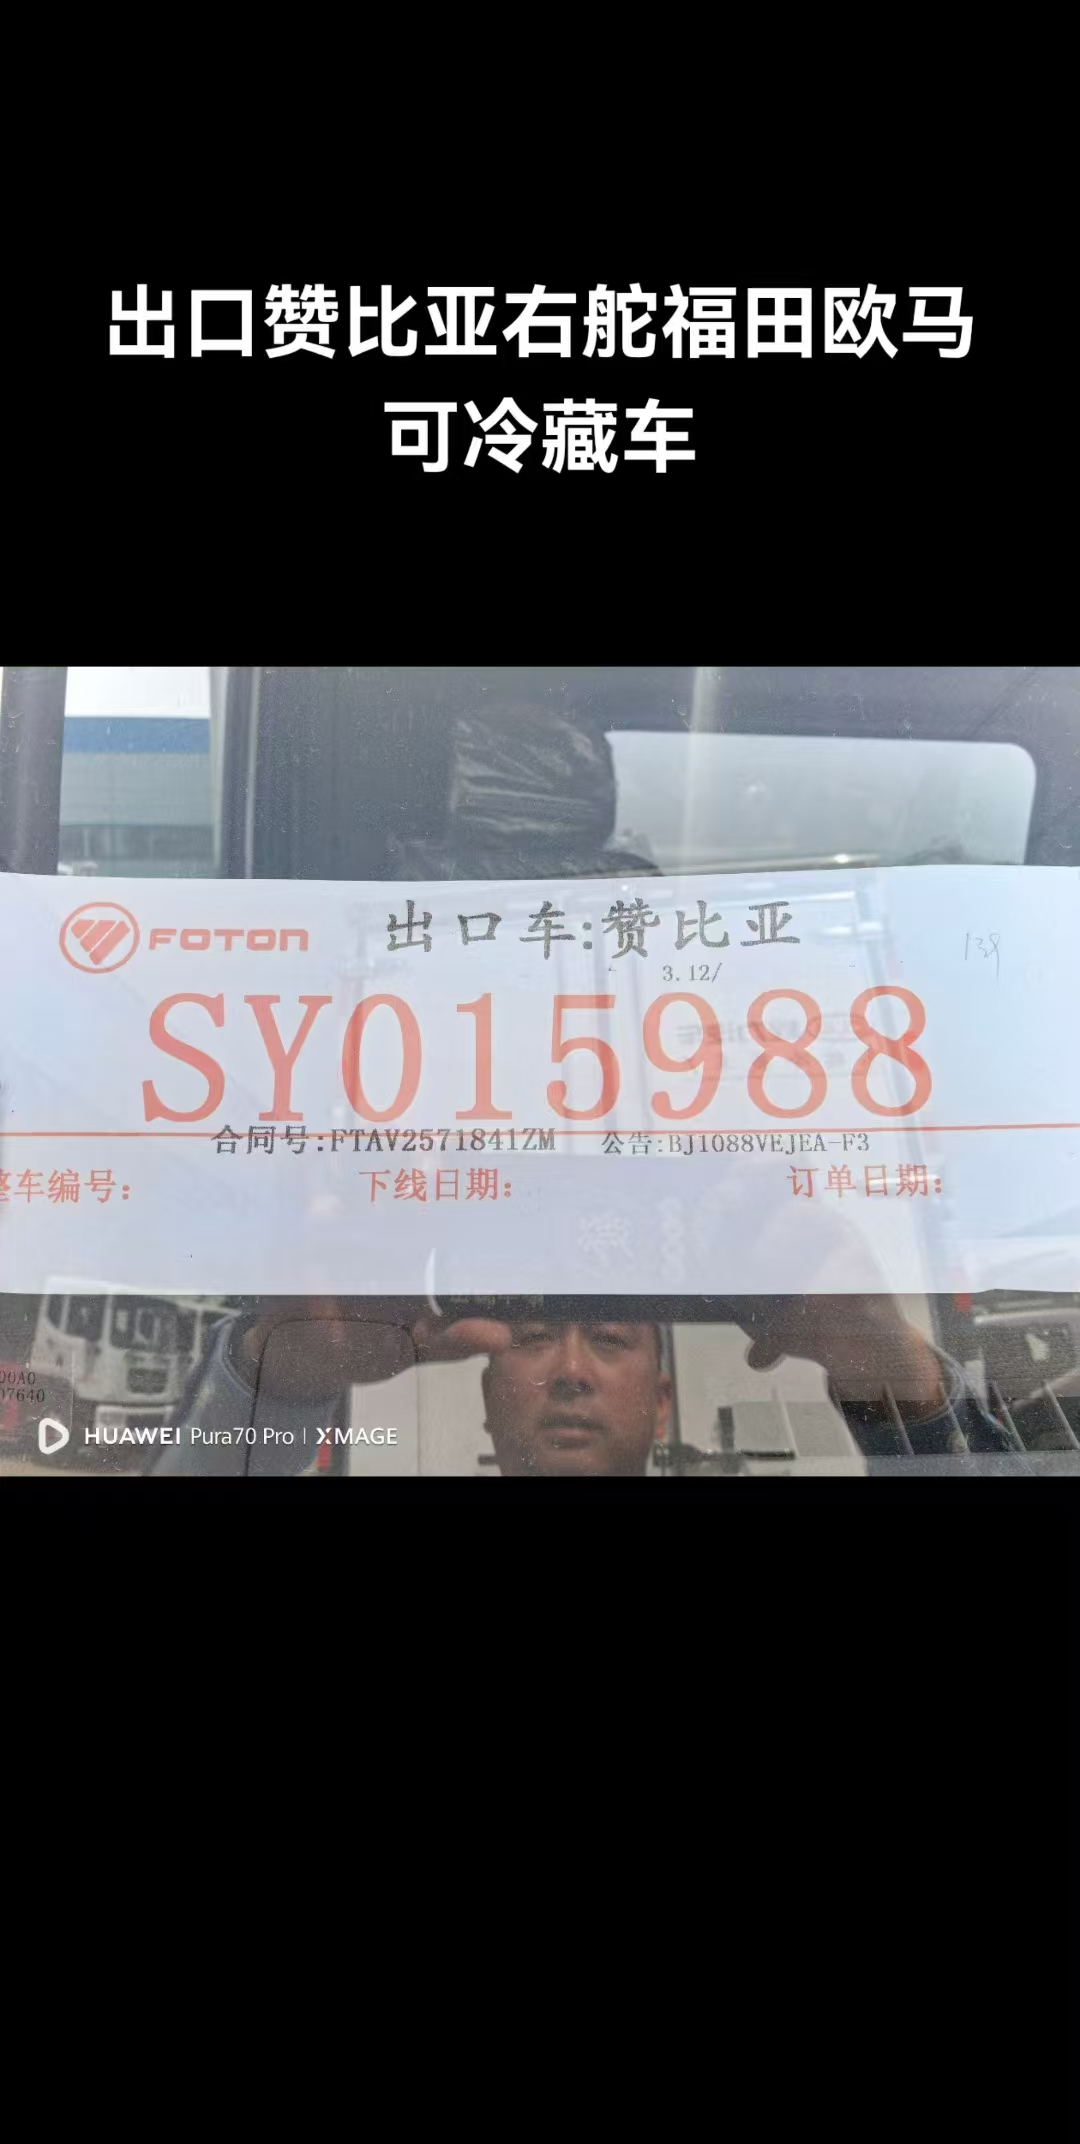 出口赞比亚右舵福田欧马
可冷藏车
FOTON
出口车:赞比亚
139
3.12/
SY015988
合同号:FTAV2571841ZM 公告:BJ1088VEJEA-F3
整车编号: 下线日期: 订单日期:
00A0
07640
HUAWEI Pura70 Pro | XMAGE